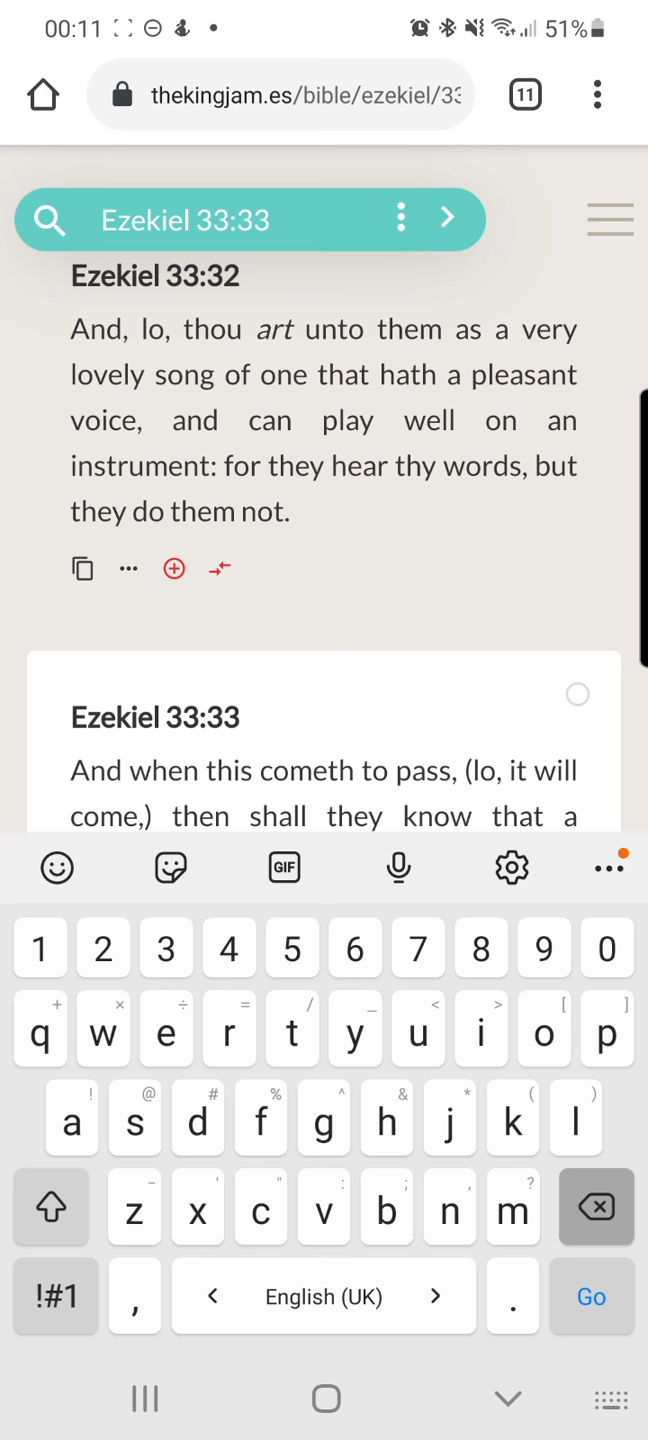 00:11
51%
thekingjam.es/bible/ezekiel/33
11
Ezekiel 33:33
Ezekiel 33:32
And, lo, thou art unto them as a very
lovely song of one that hath a pleasant
voice, and can play well on an
instrument: for they hear thy words, but
they do them not.
Ezekiel 33:33
And when this cometh to pass, (lo, it will
come,) then shall they know that a
GIF
1 2 3 4 5 6 7 8 9 0
+ × ÷ = / _ < > [ ]
q w e r t y u i o p
! @ # % ^ & * ( )
a s d f g h j k l
- ' " : ; , ?
z x c v b n m
!#1 , < English (UK) > . Go